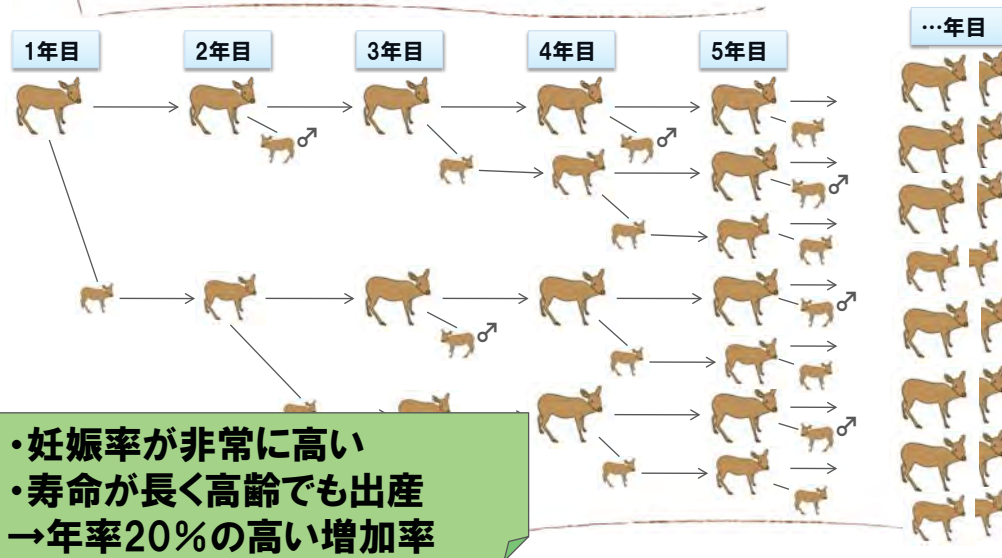 1年目
2年目
3年目
4年目
5年目
…年目
♂
♂
♂
♂
♂
♂
・妊娠率が非常に高い
・寿命が長く高齢でも出産
→年率20%の高い増加率